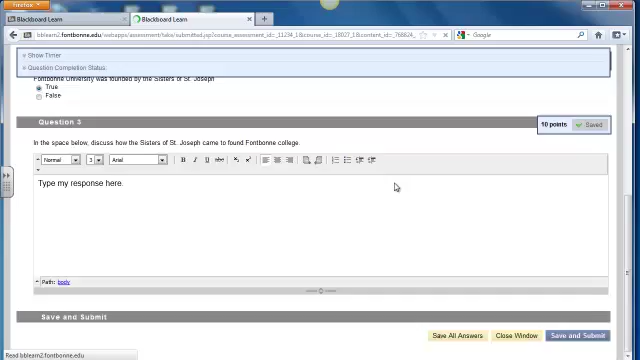 Firefox
Blackboard Learn
Blackboard Learn
bblearn2.fontbonne.edu/webapps/assessment/take/submitted.jsp?course_assessment_id=_11234_1&course_id=_18027_1&content_id=_768824_
Google
Show Timer
Question Completion Status:
Fontbonne University was founded by the Sisters of St. Joseph
True
False
Question 3
10 points
Saved
In the space below, discuss how the Sisters of St. Joseph came to found Fontbonne college.
Normal 3 Arial B I U abc x₂ x²
Type my response here.
Path: body
Save and Submit
Save All Answers
Close Window
Save and Submit
Read bblearn2.fontbonne.edu